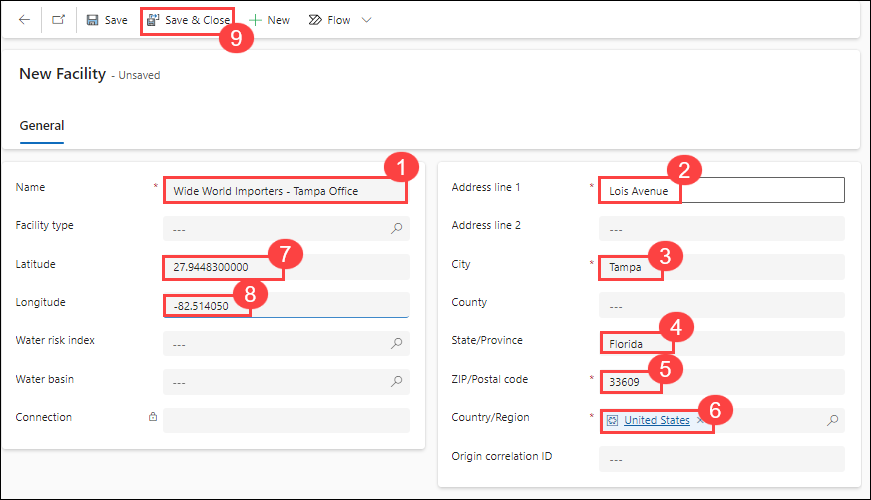 Save
Save & Close
New
Flow
9
New Facility - Unsaved
General
1
Name * Wide World Importers - Tampa Office
Facility type ---
7
Latitude 27.9448300000
8
Longitude -82.514050
Water risk index ---
Water basin ---
Connection
2
Address line 1 * Lois Avenue
Address line 2 ---
3
City * Tampa
County ---
4
State/Province Florida
5
ZIP/Postal code * 33609
6
Country/Region * United States
Origin correlation ID ---